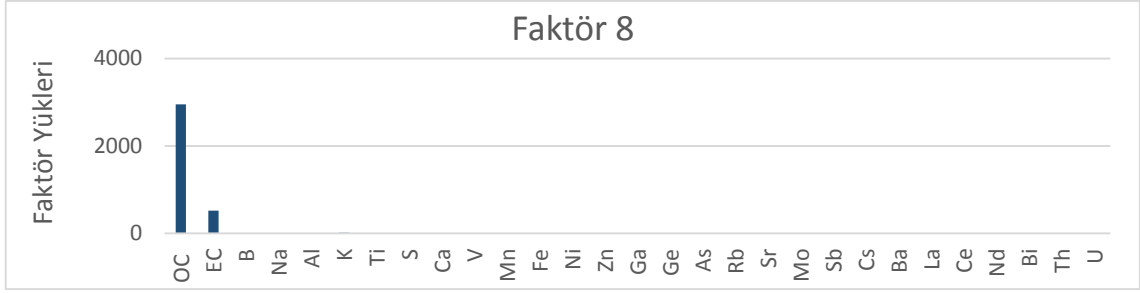 Faktör 8
Faktör Yükleri
4000
2000
0
OC EC B Na Al K Ti S Ca V Mn Fe Ni Zn Ga Ge As Rb Sr Mo Sb Cs Ba La Ce Nd Bi Th U